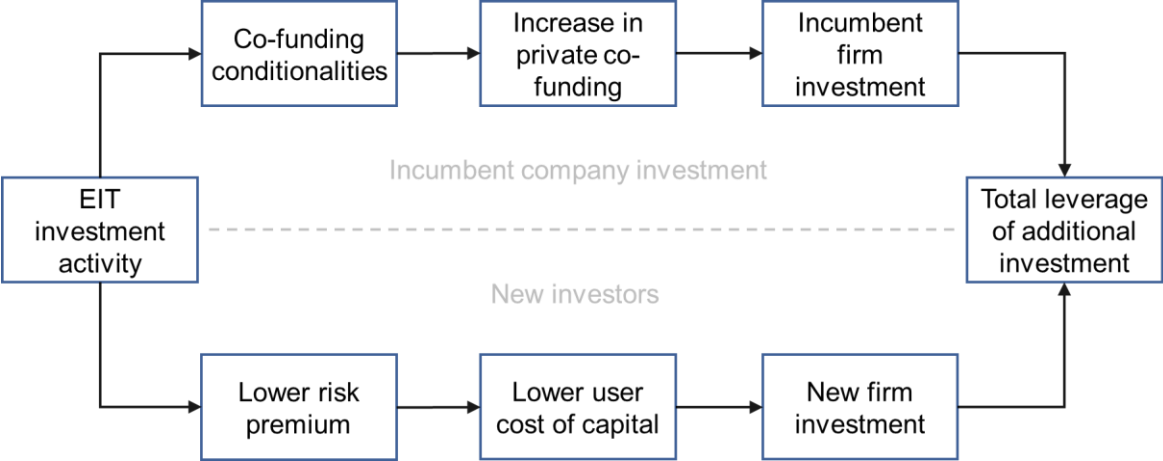 Co-funding
conditionalities
Increase in
private co-
funding
Incumbent
firm
investment
Incumbent company investment
EIT
investment
activity
Total leverage
of additional
investment
New investors
Lower risk
premium
Lower user
cost of capital
New firm
investment